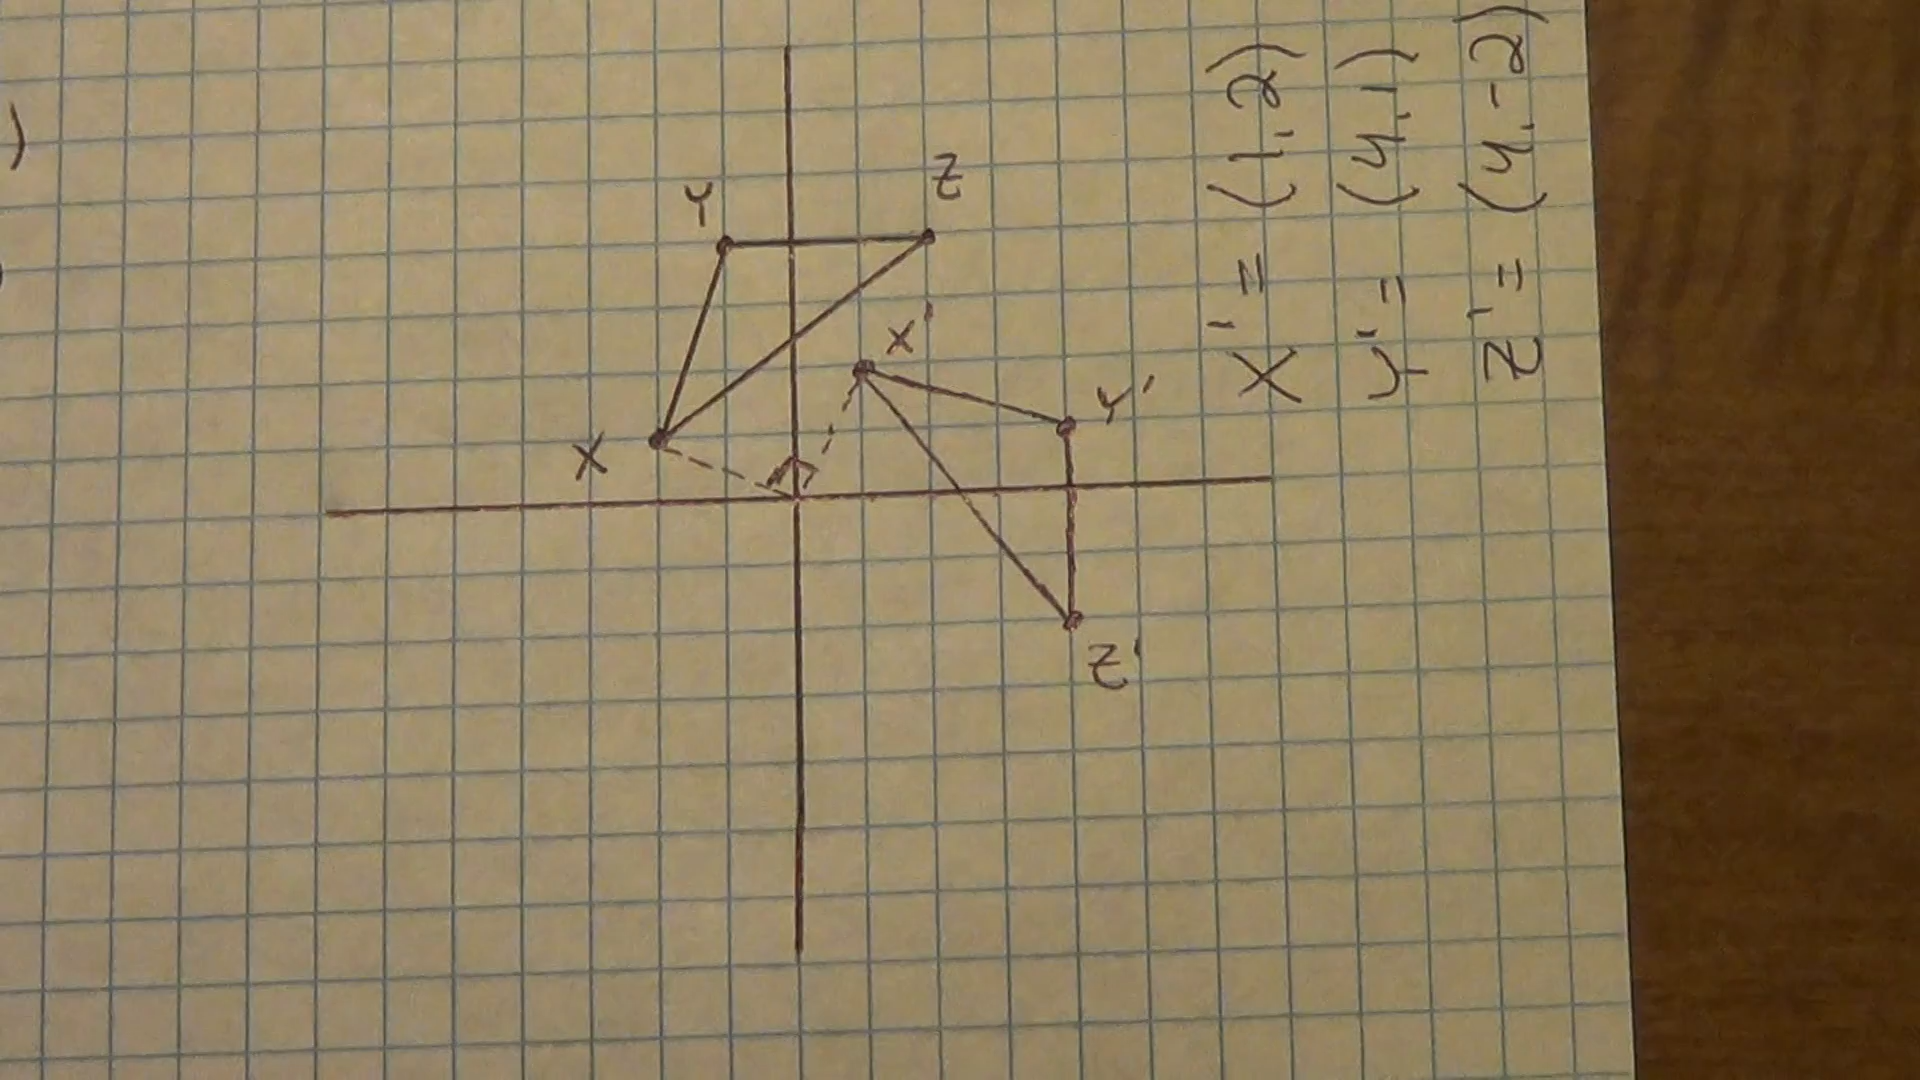 Y
Z
X
X'
Y'
Z'
X' = (1,2)
Y' = (4,1)
Z' = (4,-2)
)